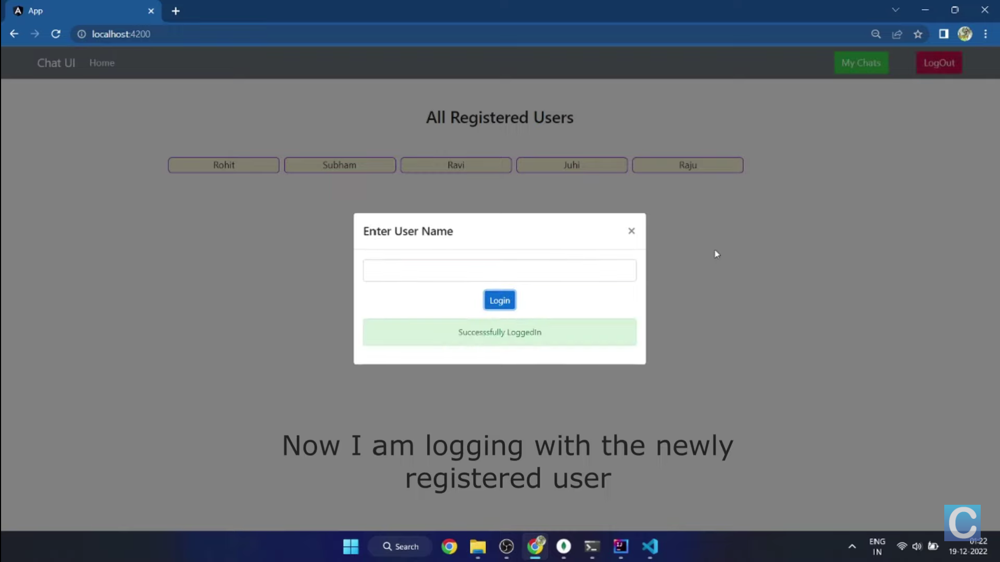 App
localhost:4200
Chat UI Home My Chats LogOut
All Registered Users
Rohit Subham Ravi Juhi Raju
Enter User Name
Login
Successsfully LoggedIn
Now I am logging with the newly
registered user
C
Search
ENG
IN
01:22
19-12-2022